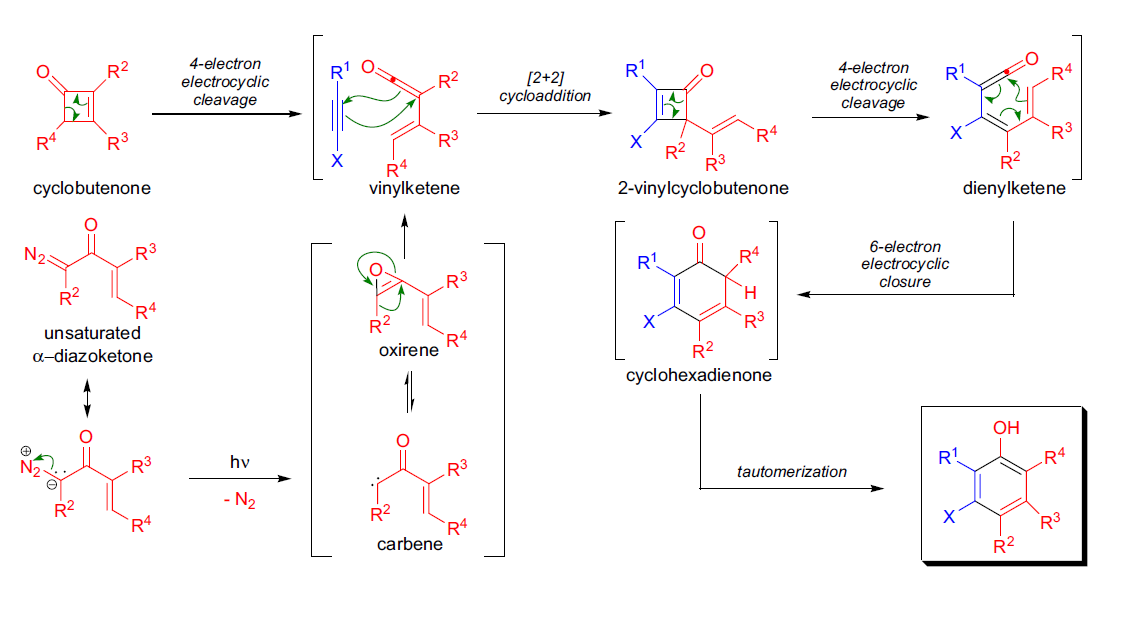 O
R2
R4
R3
cyclobutenone
4-electron
electrocyclic
cleavage
R1
O
R2
R3
R4
X
vinylketene
[2+2]
cycloaddition
R1
O
X
R2
R3
R4
2-vinylcyclobutenone
4-electron
electrocyclic
cleavage
R1
O
R4
X
R3
R2
dienylketene
O
N2
R3
R2
R4
unsaturated
α–diazoketone
O
R3
R2
R4
oxirene
O
R1
R4
H
X
R3
R2
cyclohexadienone
6-electron
electrocyclic
closure
⊕
N2
··
⊖
O
R3
R2
R4
hν
- N2
O
:
R3
R2
R4
carbene
tautomerization
OH
R1
R4
X
R3
R2